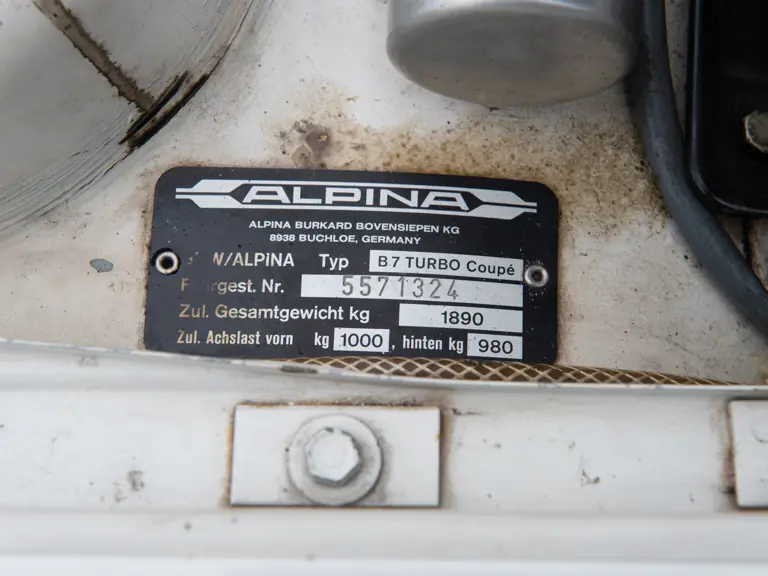 ALPINA
ALPINA BURKARD BOVENSIEPEN KG
8938 BUCHLOE, GERMANY
W/ALPINA Typ B7 TURBO Coupé
F rgest. Nr. 5571324
Zul. Gesamtgewicht kg 1890
Zul. Achslast vorn kg 1000, hinten kg 980